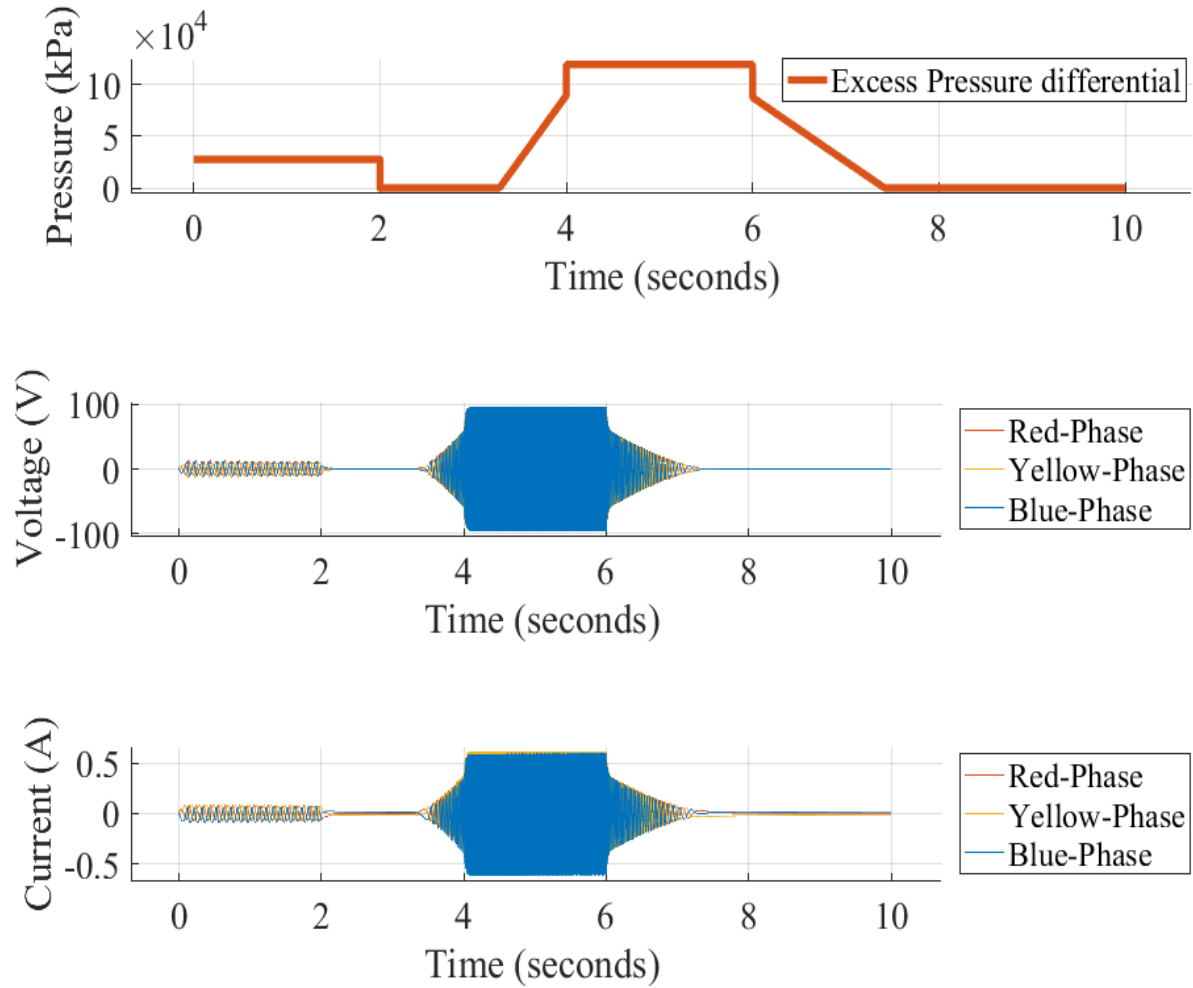 ×10⁴
Pressure (kPa)
10
5
0
Excess Pressure differential
0 2 4 6 8 10
Time (seconds)
Voltage (V)
100
0
-100
Red-Phase
Yellow-Phase
Blue-Phase
0 2 4 6 8 10
Time (seconds)
Current (A)
0.5
0
-0.5
Red-Phase
Yellow-Phase
Blue-Phase
0 2 4 6 8 10
Time (seconds)